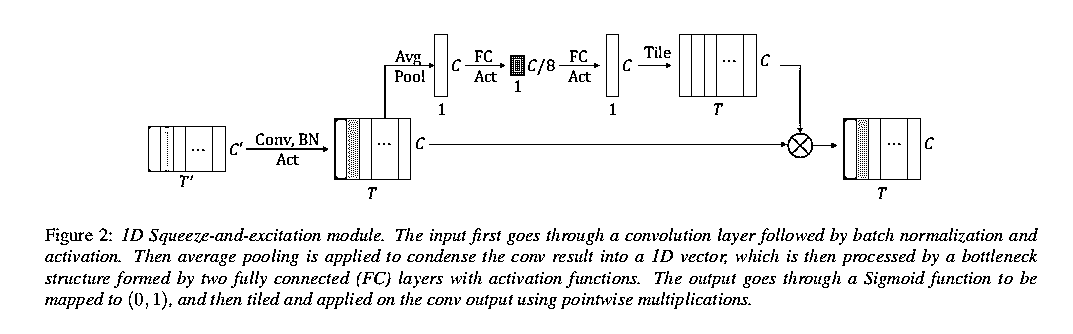 Avg
Pool
C
1
FC
Act
C/8
1
FC
Act
C
1
Tile
...
C
T
...
C'
T'
Conv, BN
Act
...
C
T
...
C
T
Figure 2: 1D Squeeze-and-excitation module. The input first goes through a convolution layer followed by batch normalization and
activation. Then average pooling is applied to condense the conv result into a 1D vector, which is then processed by a bottleneck
structure formed by two fully connected (FC) layers with activation functions. The output goes through a Sigmoid function to be
mapped to (0, 1), and then tiled and applied on the conv output using pointwise multiplications.